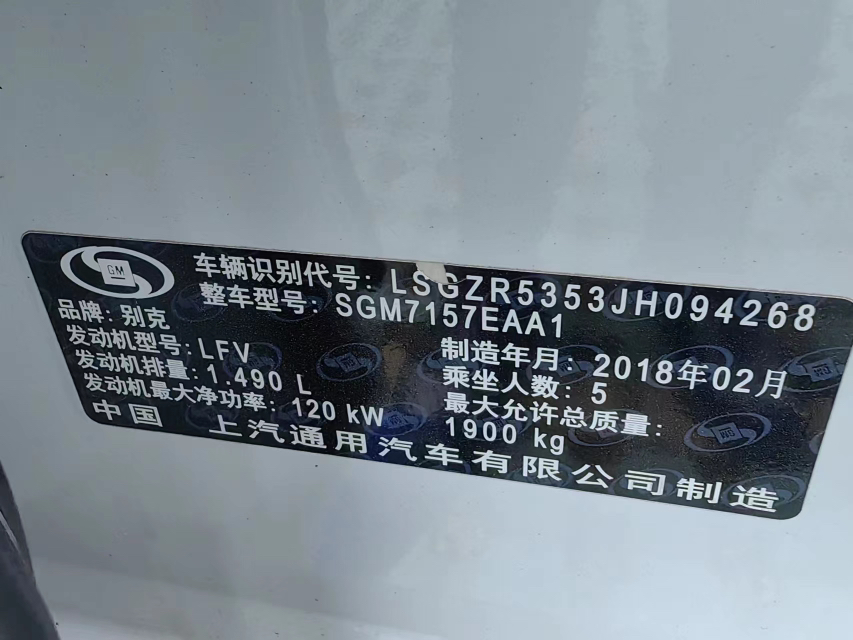 GM
车辆识别代号: LSGZR5353JH094268
整车型号: SGM7157EAA1
品牌: 别克
发动机型号: LFV
制造年月: 2018年02月
发动机排量: 1.490 L
乘坐人数: 5
发动机最大净功率: 120 kW
最大允许总质量:
1900 kg
中国 上汽通用汽车有限公司制造